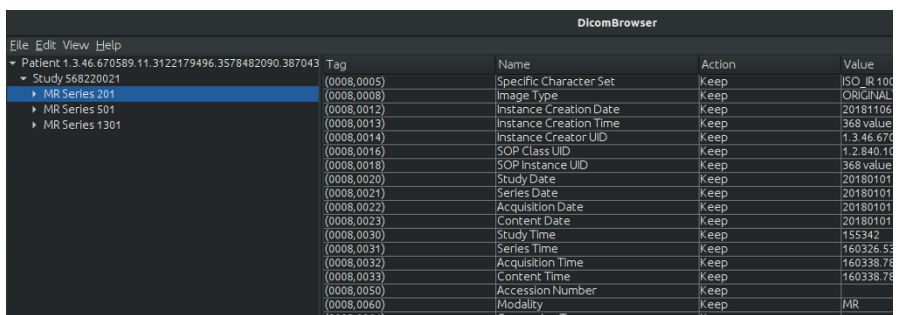 DicomBrowser
File Edit View Help
Patient 1.3.46.670589.11.3122179496.3578482090.387043
Study 568220021
MR Series 201
MR Series 501
MR Series 1301
Tag Name Action Value
(0008,0005) Specific Character Set Keep ISO_IR 100
(0008,0008) Image Type Keep ORIGINAL\
(0008,0012) Instance Creation Date Keep 20181106
(0008,0013) Instance Creation Time Keep 368 value
(0008,0014) Instance Creator UID Keep 1.3.46.670
(0008,0016) SOP Class UID Keep 1.2.840.10
(0008,0018) SOP Instance UID Keep 368 value
(0008,0020) Study Date Keep 20180101
(0008,0021) Series Date Keep 20180101
(0008,0022) Acquisition Date Keep 20180101
(0008,0023) Content Date Keep 20180101
(0008,0030) Study Time Keep 155342
(0008,0031) Series Time Keep 160326.53
(0008,0032) Acquisition Time Keep 160338.78
(0008,0033) Content Time Keep 160338.78
(0008,0050) Accession Number Keep
(0008,0060) Modality Keep MR